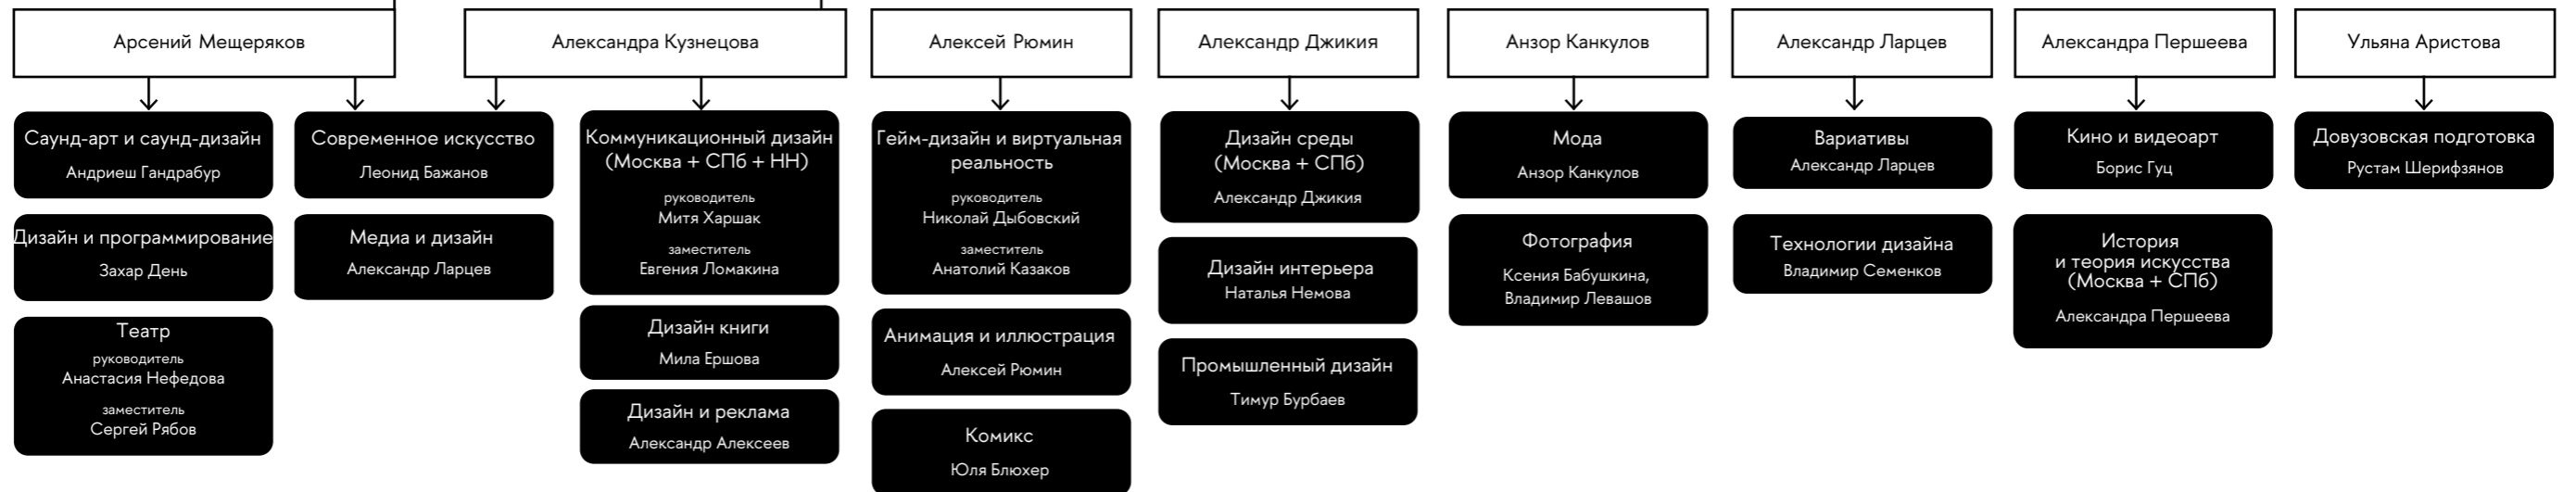 Арсений Мещеряков
Александра Кузнецова
Алексей Рюмин
Александр Джикия
Анзор Канкулов
Александр Ларцев
Александра Першеева
Ульяна Аристова
Саунд-арт и саунд-дизайн
Андриеш Гандрабур
Дизайн и программирование
Захар День
Театр
руководитель
Анастасия Нефедова
заместитель
Сергей Рябов
Современное искусство
Леонид Бажанов
Медиа и дизайн
Александр Ларцев
Коммуникационный дизайн
(Москва + СПб + НН)
руководитель
Митя Харшак
заместитель
Евгения Ломакина
Дизайн книги
Мила Ершова
Дизайн и реклама
Александр Алексеев
Гейм-дизайн и виртуальная
реальность
руководитель
Николай Дыбовский
заместитель
Анатолий Казаков
Анимация и иллюстрация
Алексей Рюмин
Комикс
Юля Блюхер
Дизайн среды
(Москва + СПб)
Александр Джикия
Дизайн интерьера
Наталья Немова
Промышленный дизайн
Тимур Бурбаев
Мода
Анзор Канкулов
Фотография
Ксения Бабушкина,
Владимир Левашов
Вариативы
Александр Ларцев
Технологии дизайна
Владимир Семенков
Кино и видеоарт
Борис Гуц
История
и теория искусства
(Москва + СПб)
Александра Першеева
Довузовская подготовка
Рустам Шерифзянов